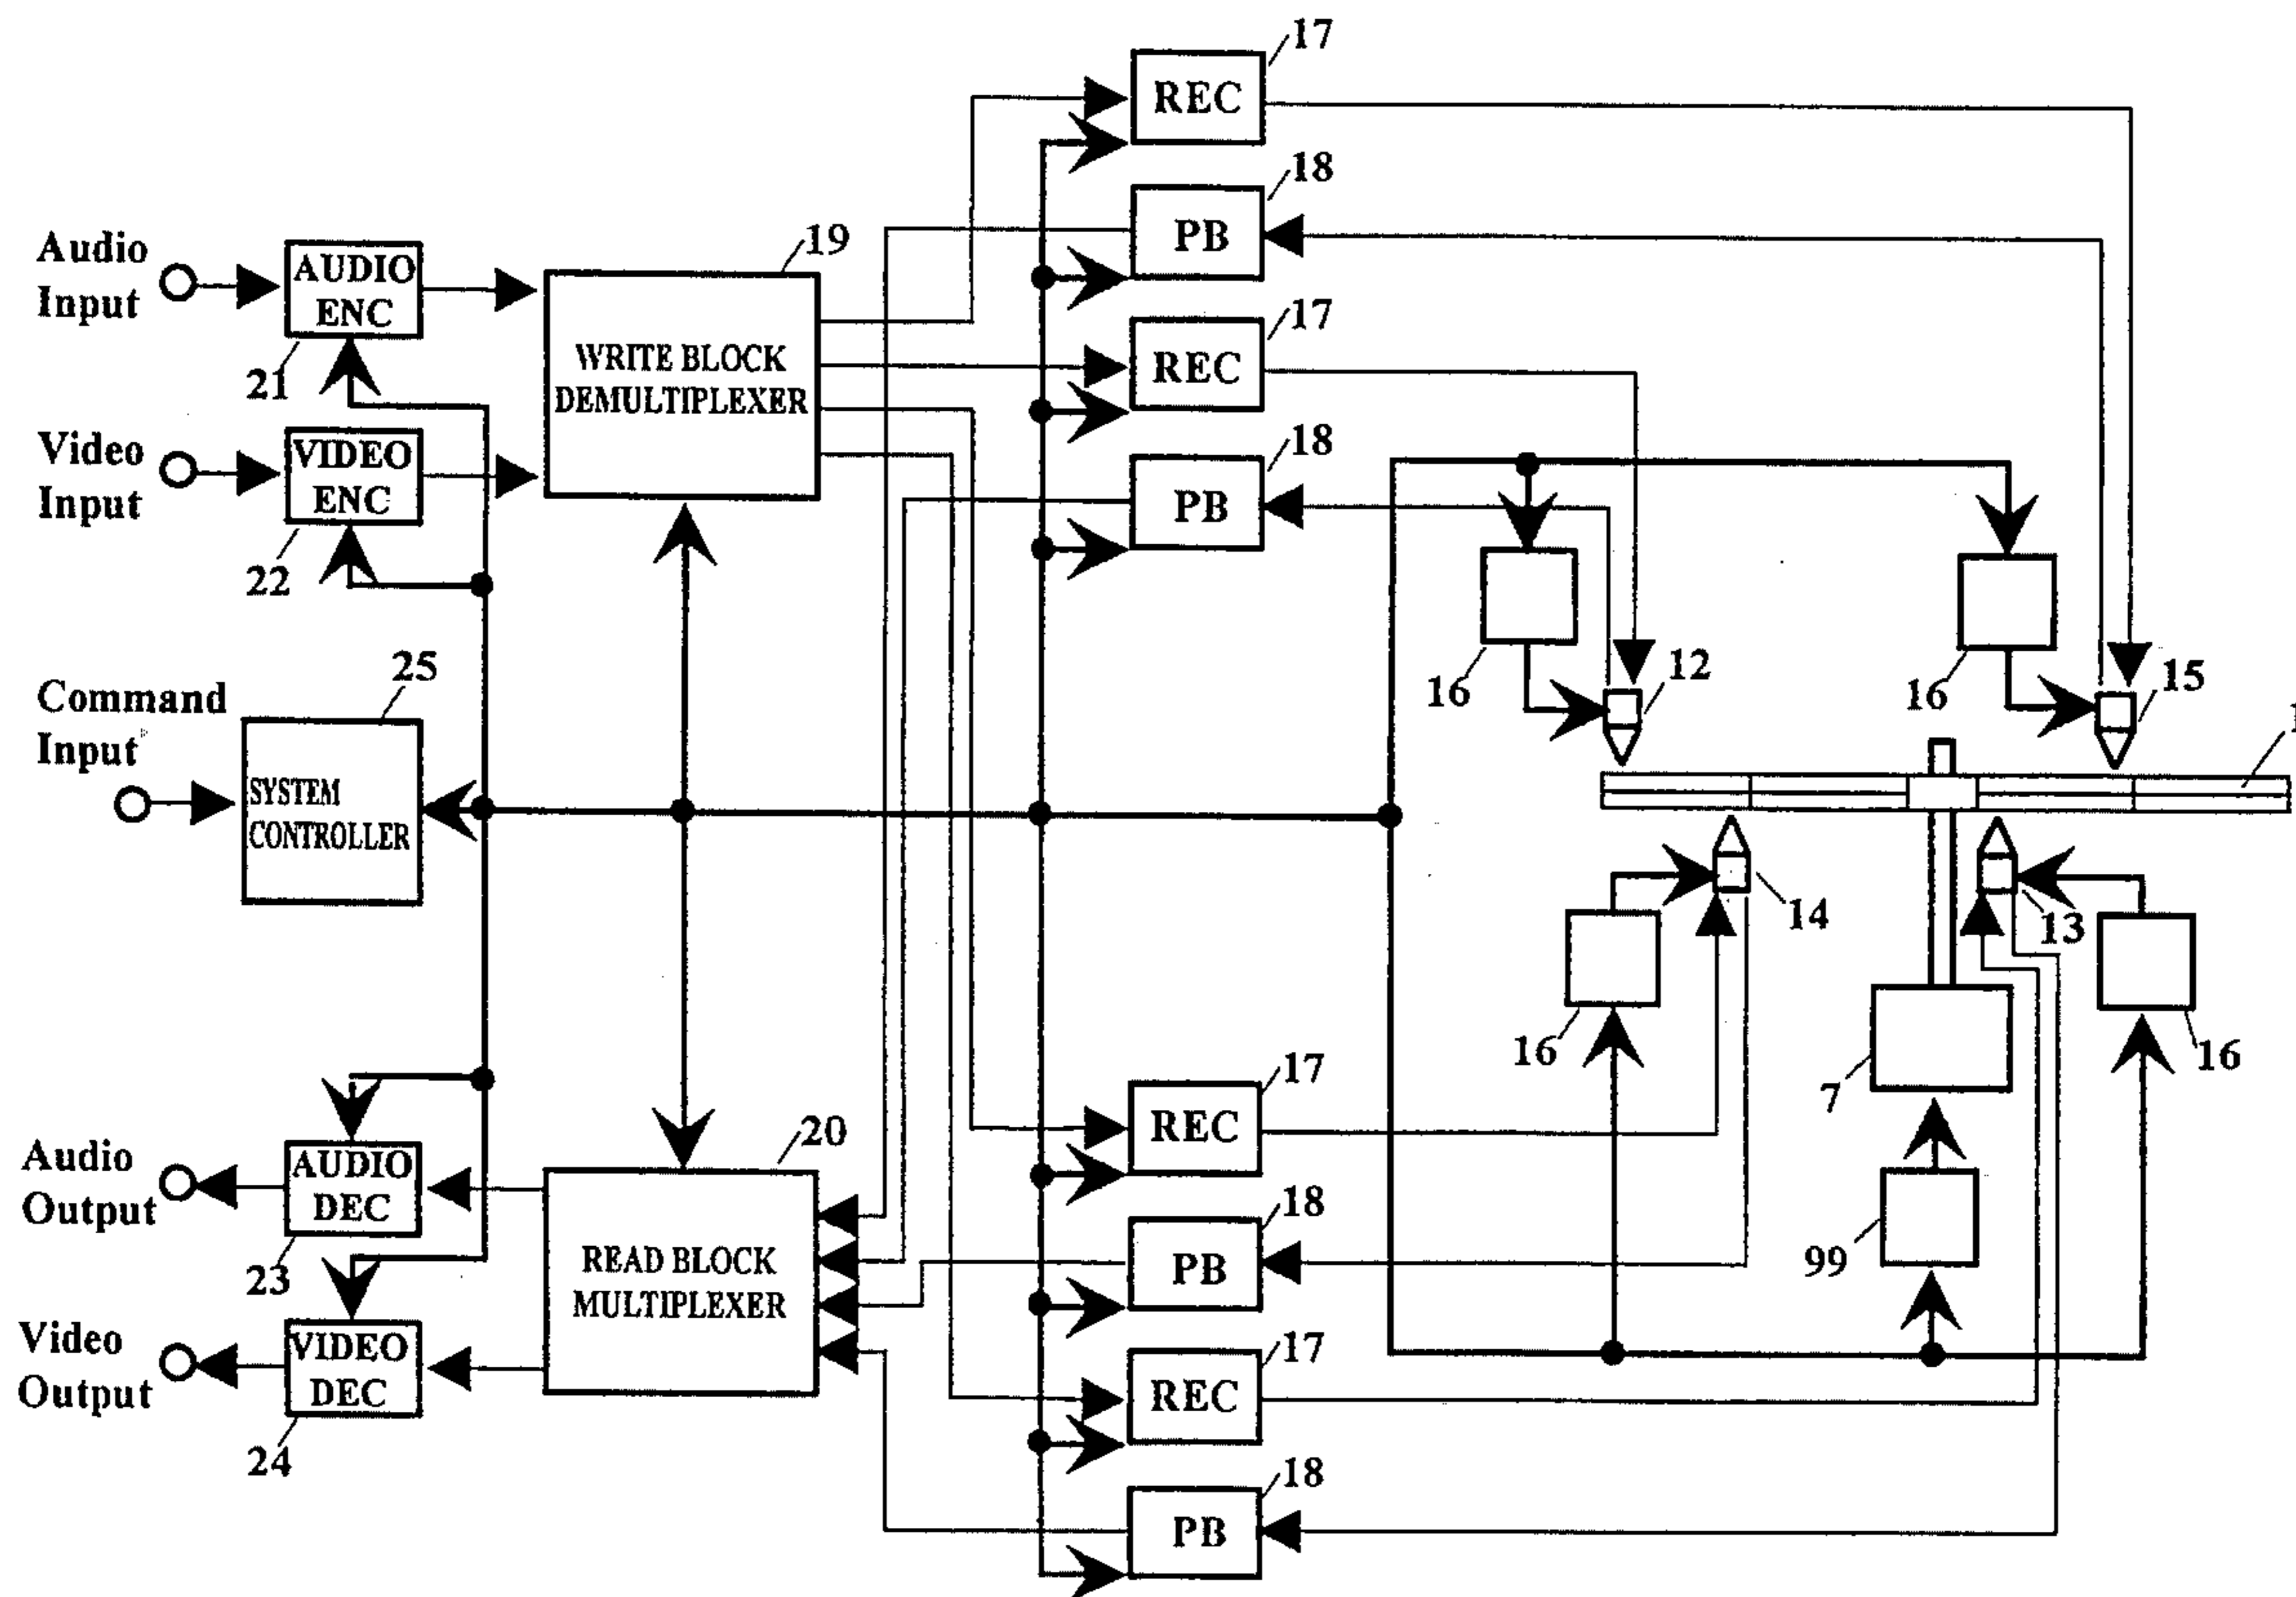 17
REC
18
PB
17
REC
18
PB
Audio
Input
AUDIO
ENC
21
Video
Input
VIDEO
ENC
22
19
WRITE BLOCK
DEMULTIPLEXER
Command
Input
25
SYSTEM
CONTROLLER
16
12
16
15
1
14
13
16
7
16
99
Audio
Output
AUDIO
DEC
23
Video
Output
VIDEO
DEC
24
20
READ BLOCK
MULTIPLEXER
17
REC
18
PB
17
REC
18
PB